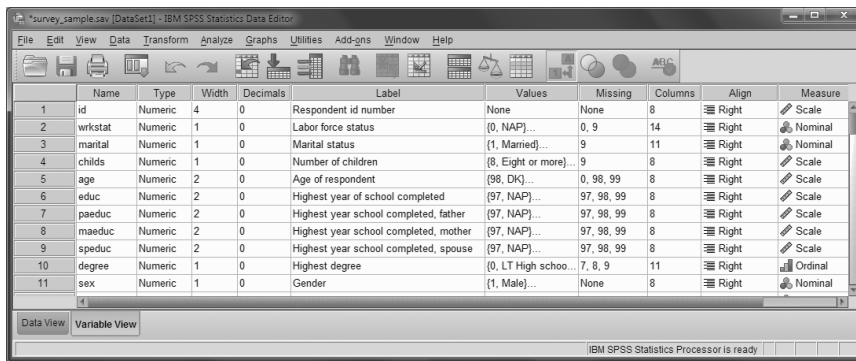 *survey_sample.sav [DataSet1] - IBM SPSS Statistics Data Editor
File Edit View Data Transform Analyze Graphs Utilities Add-ons Window Help
Name Type Width Decimals Label Values Missing Columns Align Measure
1 id Numeric 4 0 Respondent id number None None 8 Right Scale
2 wrkstat Numeric 1 0 Labor force status {0, NAP}... 0, 9 14 Right Nominal
3 marital Numeric 1 0 Marital status {1, Married}... 9 11 Right Nominal
4 childs Numeric 1 0 Number of children {8, Eight or more}... 9 8 Right Scale
5 age Numeric 2 0 Age of respondent {98, DK}... 0, 98, 99 8 Right Scale
6 educ Numeric 2 0 Highest year of school completed {97, NAP}... 97, 98, 99 8 Right Scale
7 paeduc Numeric 2 0 Highest year school completed, father {97, NAP}... 97, 98, 99 8 Right Scale
8 maeduc Numeric 2 0 Highest year school completed, mother {97, NAP}... 97, 98, 99 8 Right Scale
9 speduc Numeric 2 0 Highest year school completed, spouse {97, NAP}... 97, 98, 99 8 Right Scale
10 degree Numeric 1 0 Highest degree {0, LT High schoo... 7, 8, 9 11 Right Ordinal
11 sex Numeric 1 0 Gender {1, Male}... None 8 Right Nominal
Data View Variable View
IBM SPSS Statistics Processor is ready